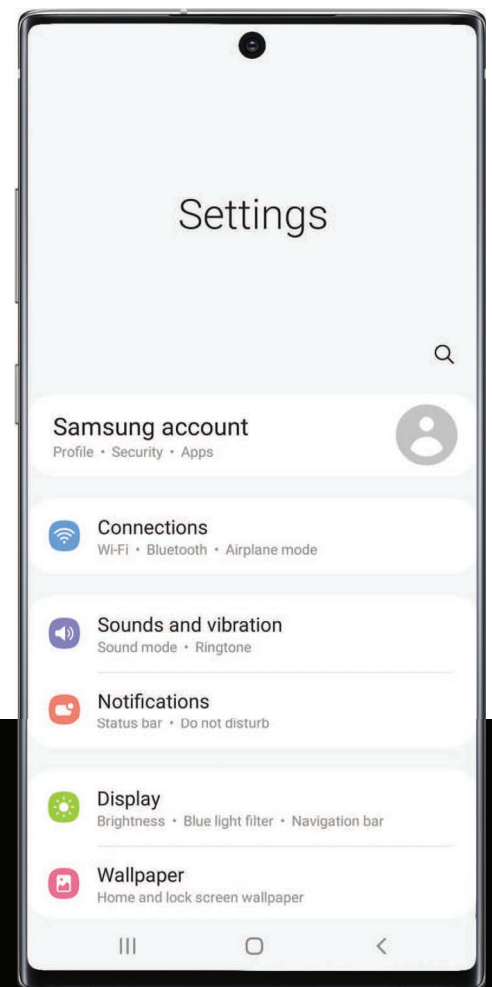 Settings
Samsung account
Profile • Security • Apps
Connections
Wi-Fi • Bluetooth • Airplane mode
Sounds and vibration
Sound mode • Ringtone
Notifications
Status bar • Do not disturb
Display
Brightness • Blue light filter • Navigation bar
Wallpaper
Home and lock screen wallpaper